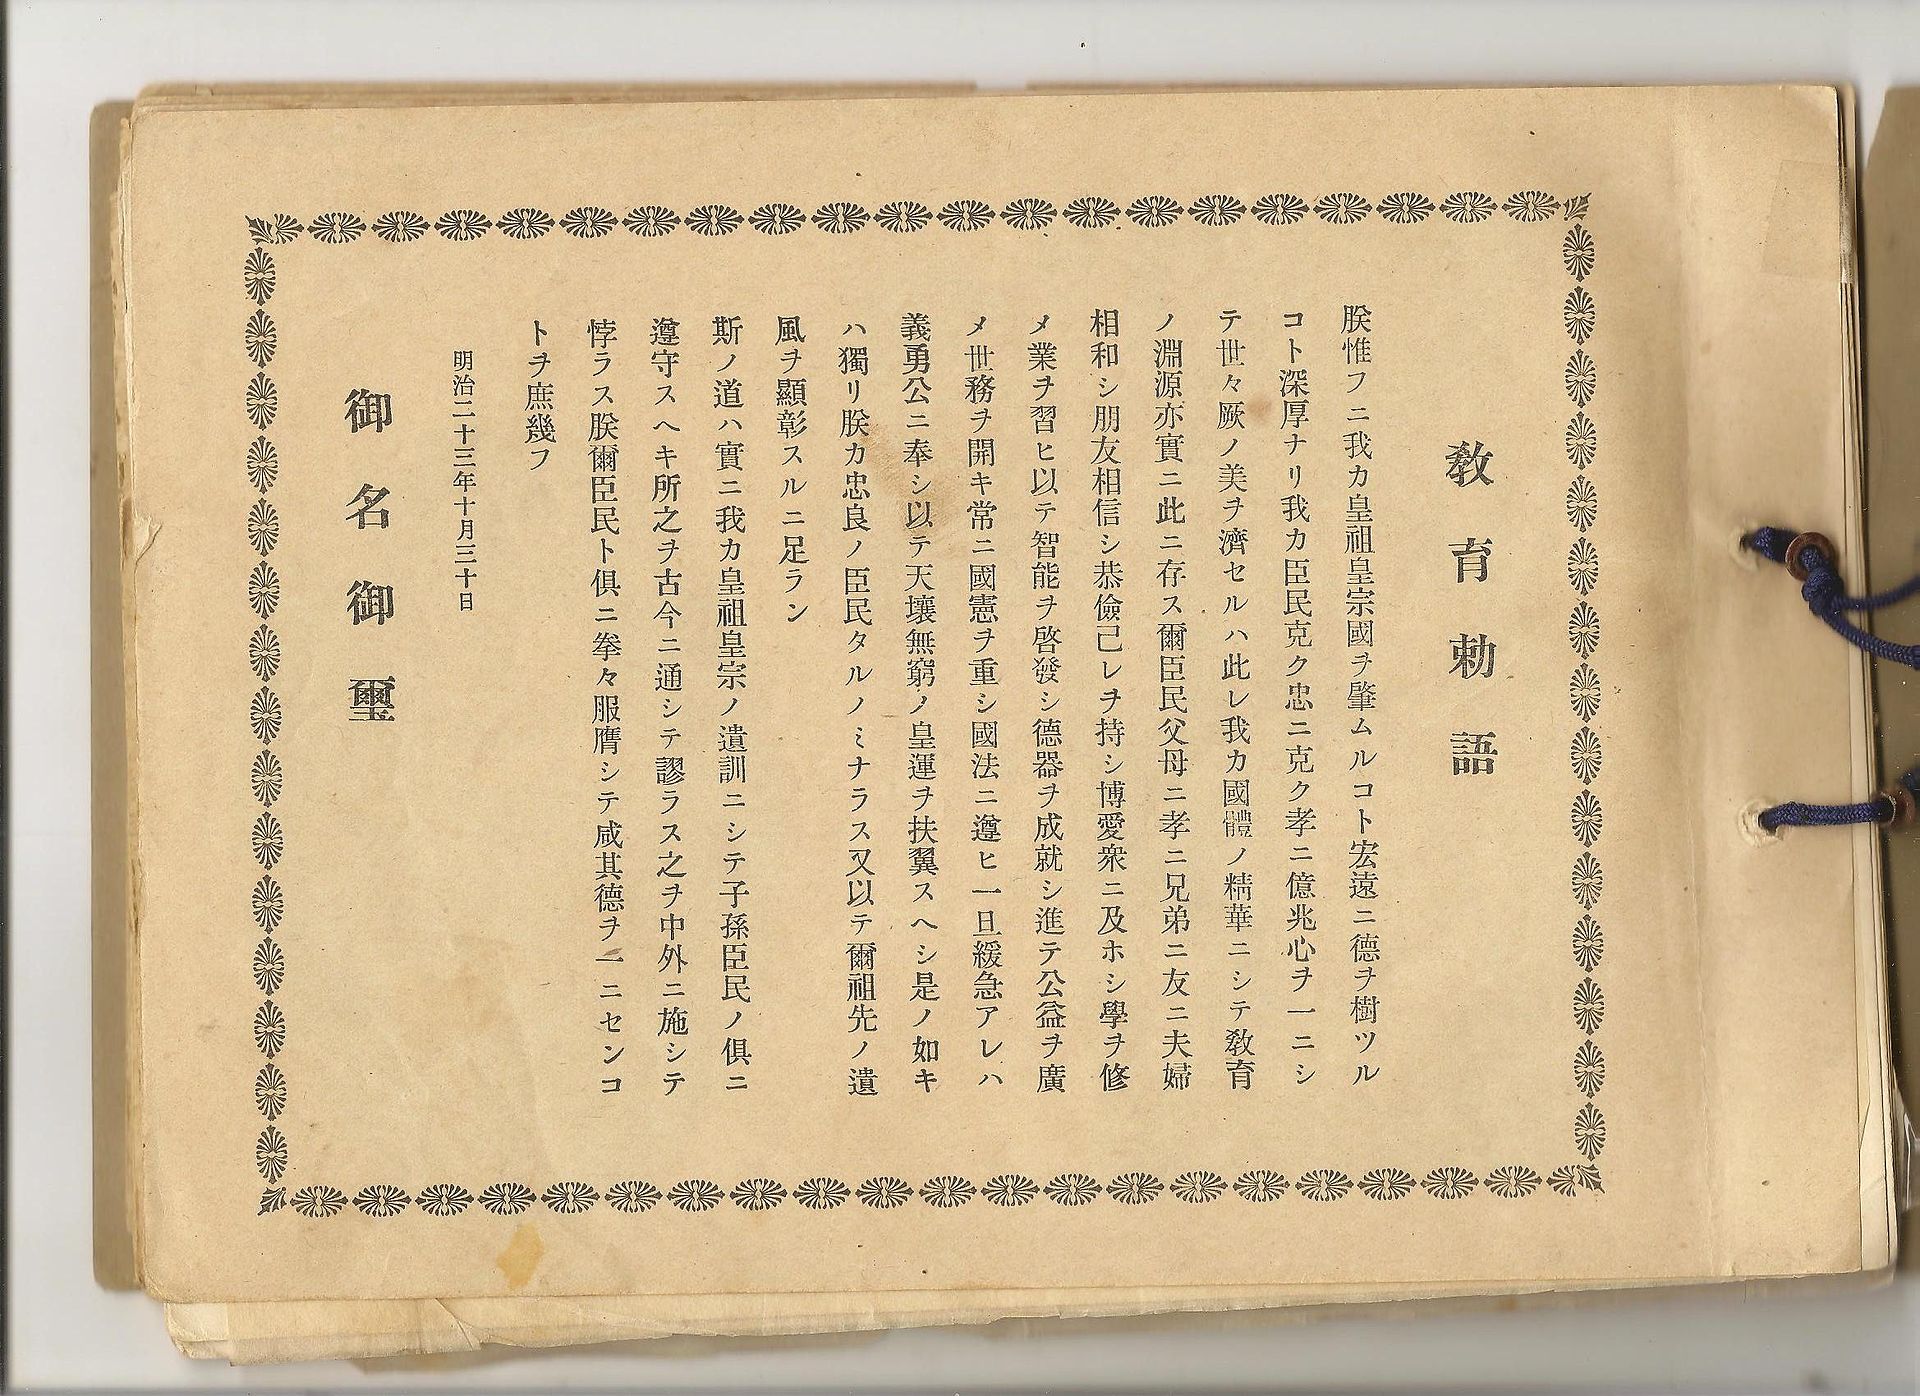 敎育勅語
朕惟フニ我カ皇祖皇宗國ヲ肇ムルコト宏遠ニ德ヲ樹ツル
コト深厚ナリ我カ臣民克ク忠ニ克ク孝ニ億兆心ヲ一ニシ
テ世々厥ノ美ヲ濟セルハ此レ我カ國體ノ精華ニシテ敎育
ノ淵源亦實ニ此ニ存ス爾臣民父母ニ孝ニ兄弟ニ友ニ夫婦
相和シ朋友相信シ恭儉己レヲ持シ博愛衆ニ及ホシ學ヲ修
メ業ヲ習ヒ以テ智能ヲ啓發シ德器ヲ成就シ進テ公益ヲ廣
メ世務ヲ開キ常ニ國憲ヲ重シ國法ニ遵ヒ一旦緩急アレハ
義勇公ニ奉シ以テ天壤無窮ノ皇運ヲ扶翼スヘシ是ノ如キ
ハ獨リ朕カ忠良ノ臣民タルノミナラス又以テ爾祖先ノ遺
風ヲ顯彰スルニ足ラン
斯ノ道ハ實ニ我カ皇祖皇宗ノ遺訓ニシテ子孫臣民ノ俱ニ
遵守スヘキ所之ヲ古今ニ通シテ謬ラス之ヲ中外ニ施シテ
悖ラス朕爾臣民ト俱ニ拳々服膺シテ咸其德ヲ一ニセンコ
トヲ庶幾フ
明治二十三年十月三十日
御名御璽